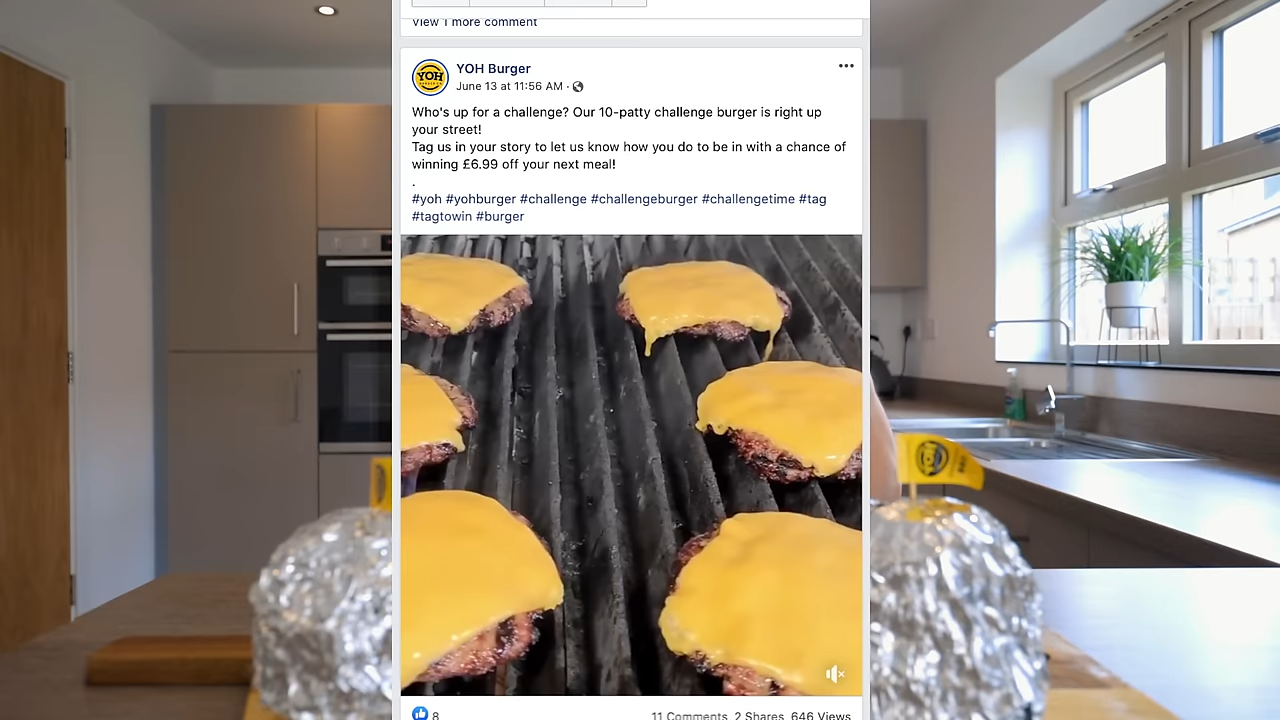 View 1 more comment
YOH
YOH Burger
June 13 at 11:56 AM ·
Who's up for a challenge? Our 10-patty challenge burger is right up
your street!
Tag us in your story to let us know how you do to be in with a chance of
winning £6.99 off your next meal!
.
#yoh #yohburger #challenge #challengeburger #challengetime #tag
#tagtowin #burger
YOH
8
11 Comments 2 Shares 646 Views